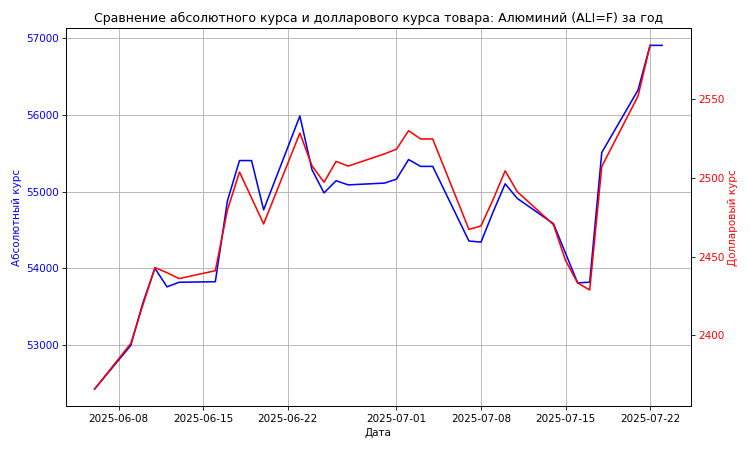 Сравнение абсолютного курса и долларового курса товара: Алюминий (ALI=F) за год
57000
56000
55000
54000
53000
Абсолютный курс
2550
2500
2450
2400
Долларовый курс
2025-06-08 2025-06-15 2025-06-22 2025-07-01 2025-07-08 2025-07-15 2025-07-22
Дата